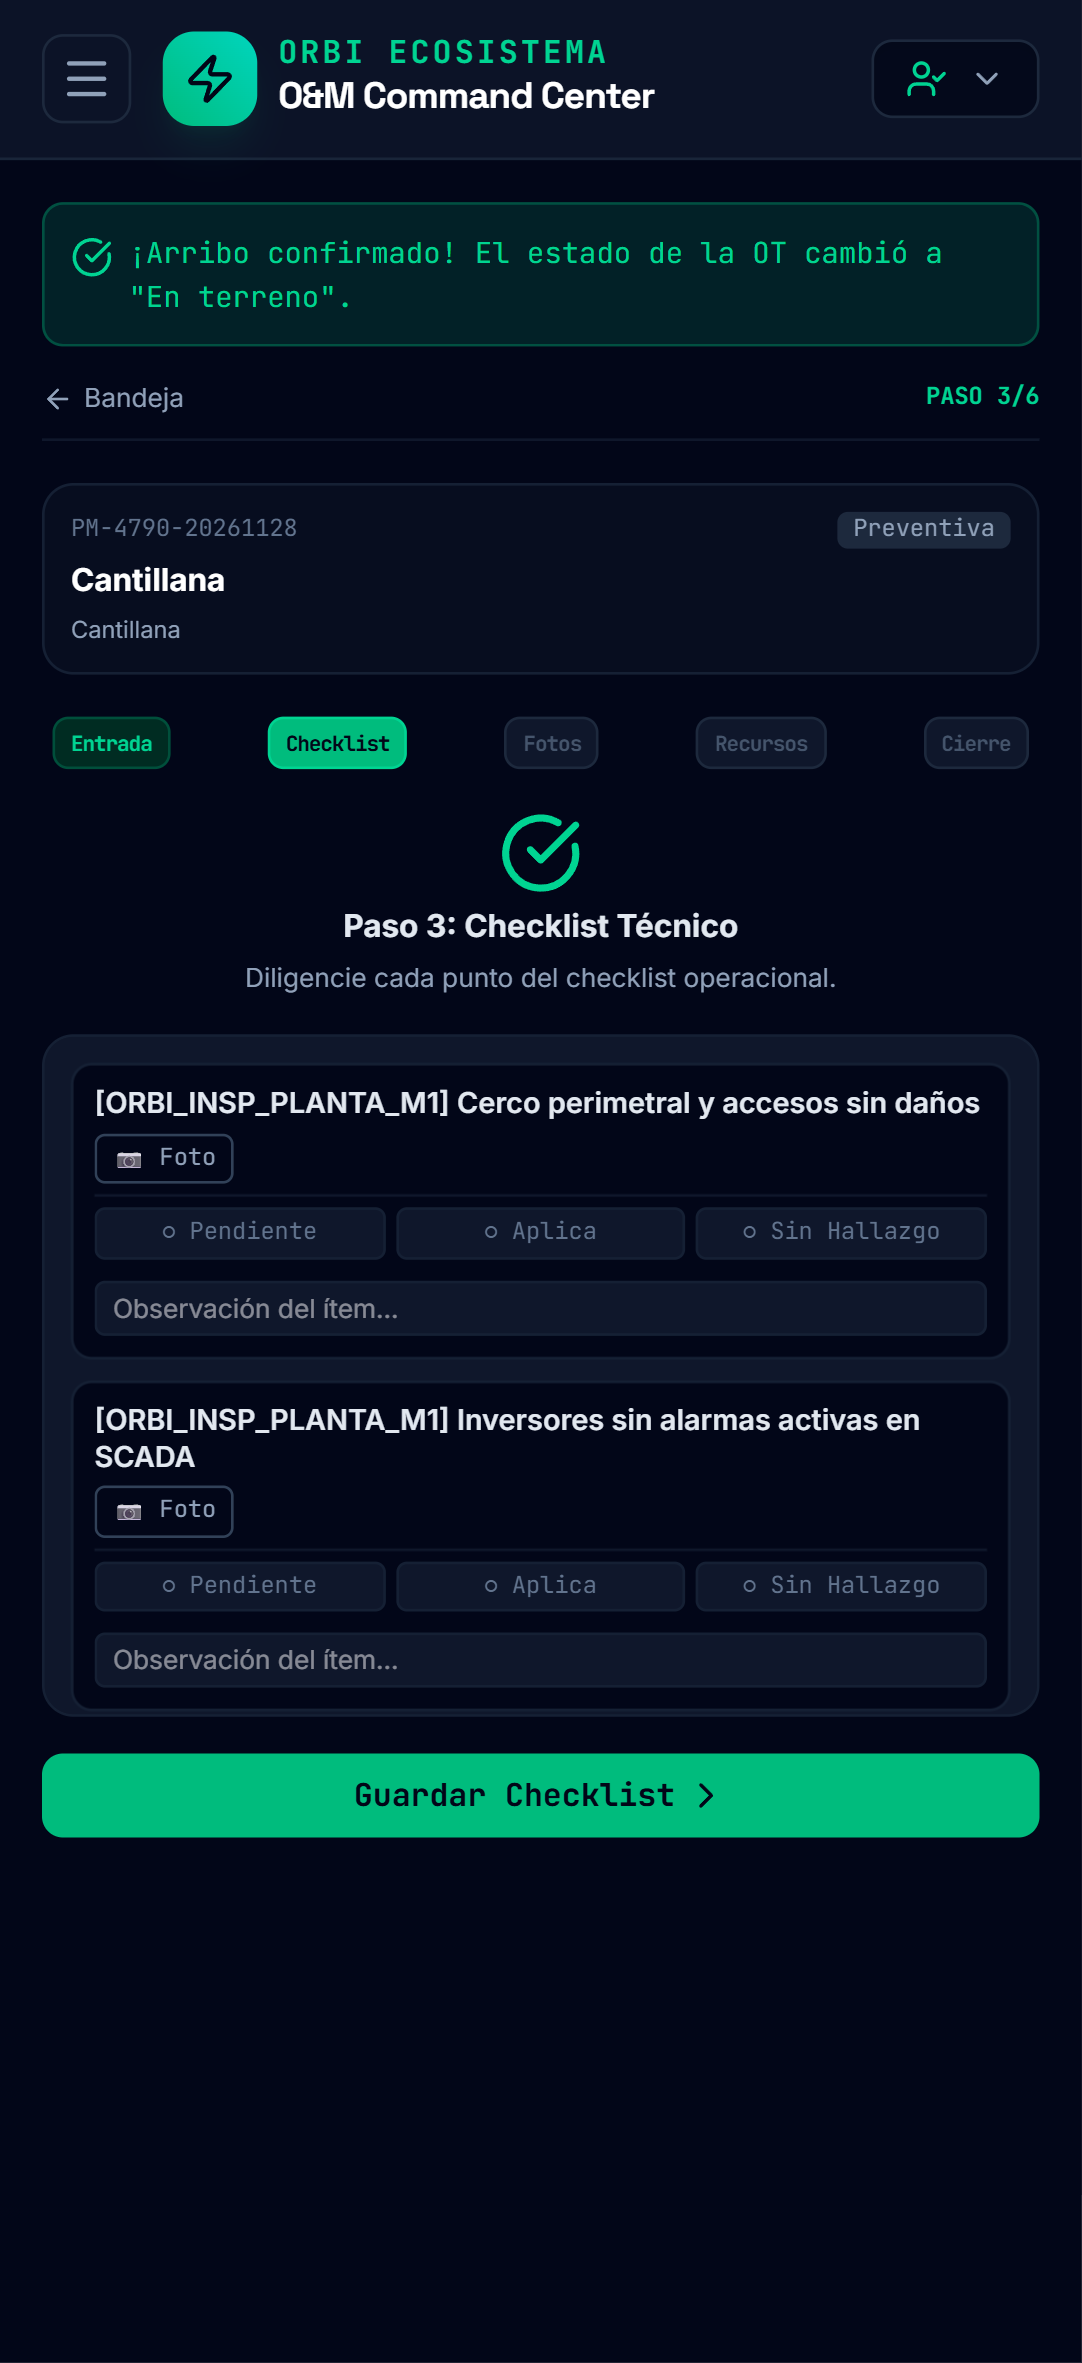 ORBI ECOSISTEMA
O&M Command Center
¡Arribo confirmado! El estado de la OT cambió a
"En terreno".
Bandeja
PASO 3/6
PM-4790-20261128
Preventiva
Cantillana
Cantillana
Entrada
Checklist
Fotos
Recursos
Cierre
Paso 3: Checklist Técnico
Diligencie cada punto del checklist operacional.
[ORBI_INSP_PLANTA_M1] Cerco perimetral y accesos sin daños
Foto
Pendiente
Aplica
Sin Hallazgo
Observación del ítem...
[ORBI_INSP_PLANTA_M1] Inversores sin alarmas activas en
SCADA
Foto
Pendiente
Aplica
Sin Hallazgo
Observación del ítem...
Guardar Checklist